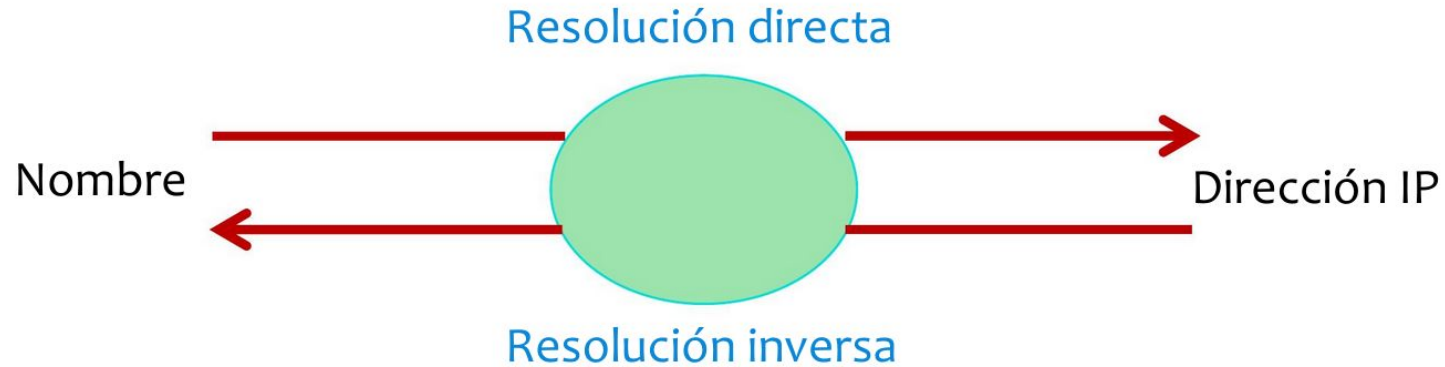 Resolución directa
Nombre
Dirección IP
Resolución inversa